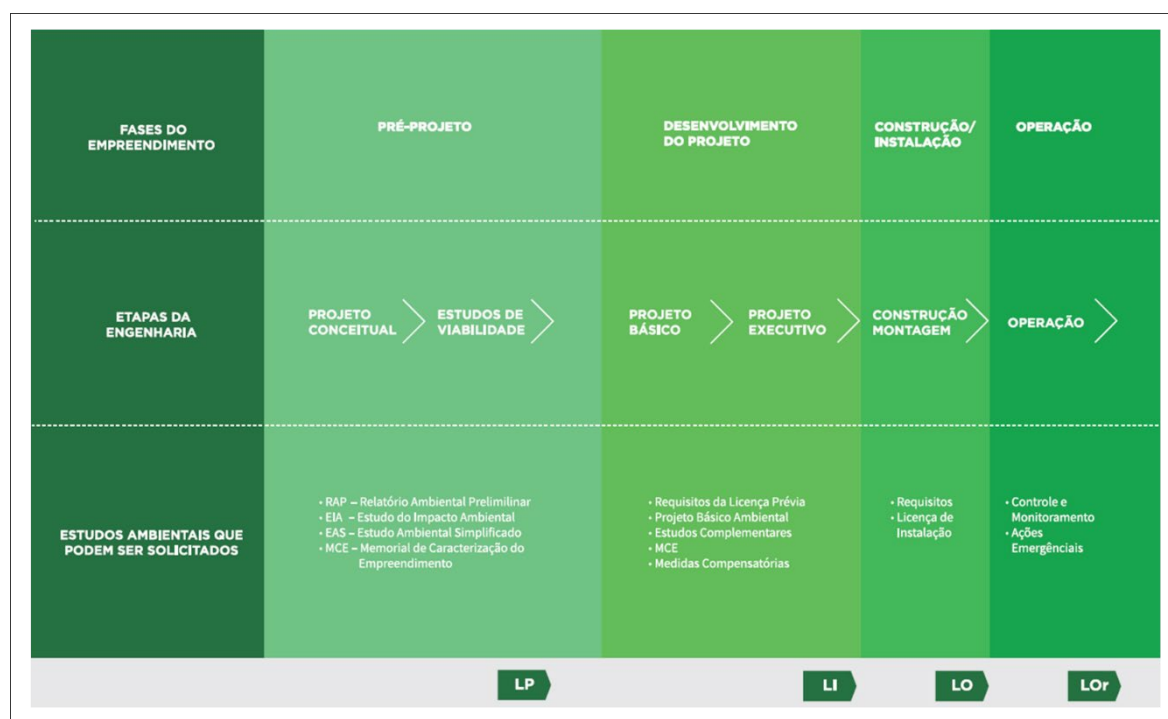 FASES DO
EMPREENDIMENTO
PRÉ-PROJETO
DESENVOLVIMENTO
DO PROJETO
CONSTRUÇÃO/
INSTALAÇÃO
OPERAÇÃO
ETAPAS DA
ENGENHARIA
PROJETO
CONCEITUAL
ESTUDOS DE
VIABILIDADE
PROJETO
BÁSICO
PROJETO
EXECUTIVO
CONSTRUÇÃO
MONTAGEM
OPERAÇÃO
ESTUDOS AMBIENTAIS QUE
PODEM SER SOLICITADOS
• RAP – Relatório Ambiental Prelimilinar
• EIA – Estudo do Impacto Ambiental
• EAS – Estudo Ambiental Simplificado
• MCE – Memorial de Caracterização do
Empreendimento
• Requisitos da Licença Prévia
• Projeto Básico Ambiental
• Estudos Complementares
• MCE
• Medidas Compensatórias
• Requisitos
• Licença de
Instalação
• Controle e
Monitoramento
• Ações
Emergênciais
LP
LI
LO
LOr